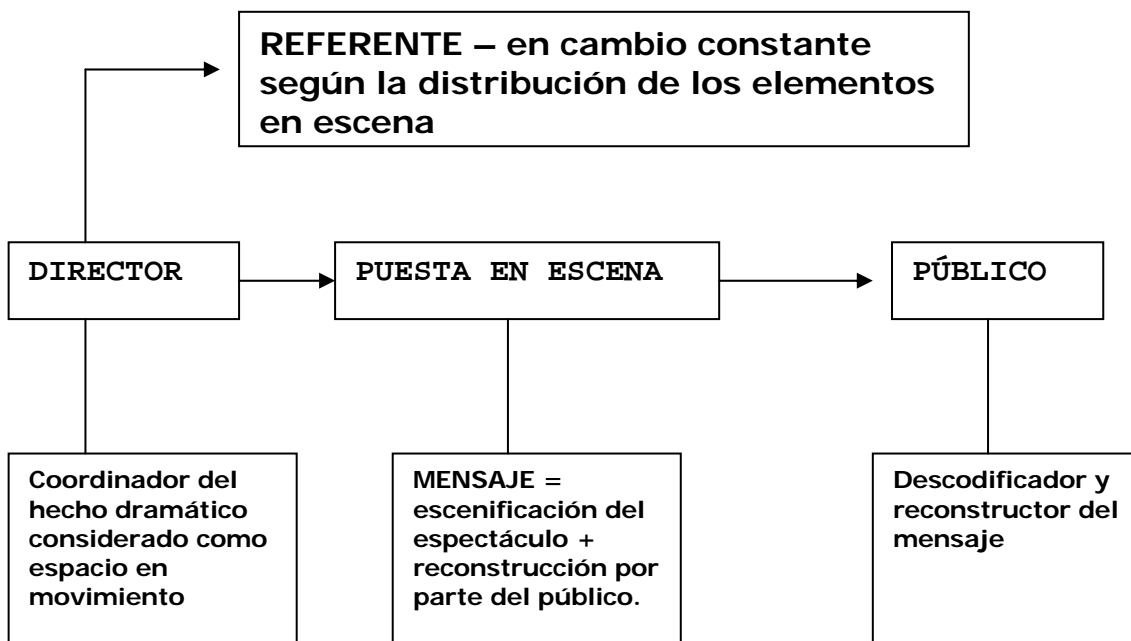 REFERENTE – en cambio constante
según la distribución de los elementos
en escena
DIRECTOR
PUESTA EN ESCENA
PÚBLICO
Coordinador del
hecho dramático
considerado como
espacio en
movimiento
MENSAJE =
escenificación del
espectáculo +
reconstrucción por
parte del público.
Descodificador y
reconstructor del
mensaje